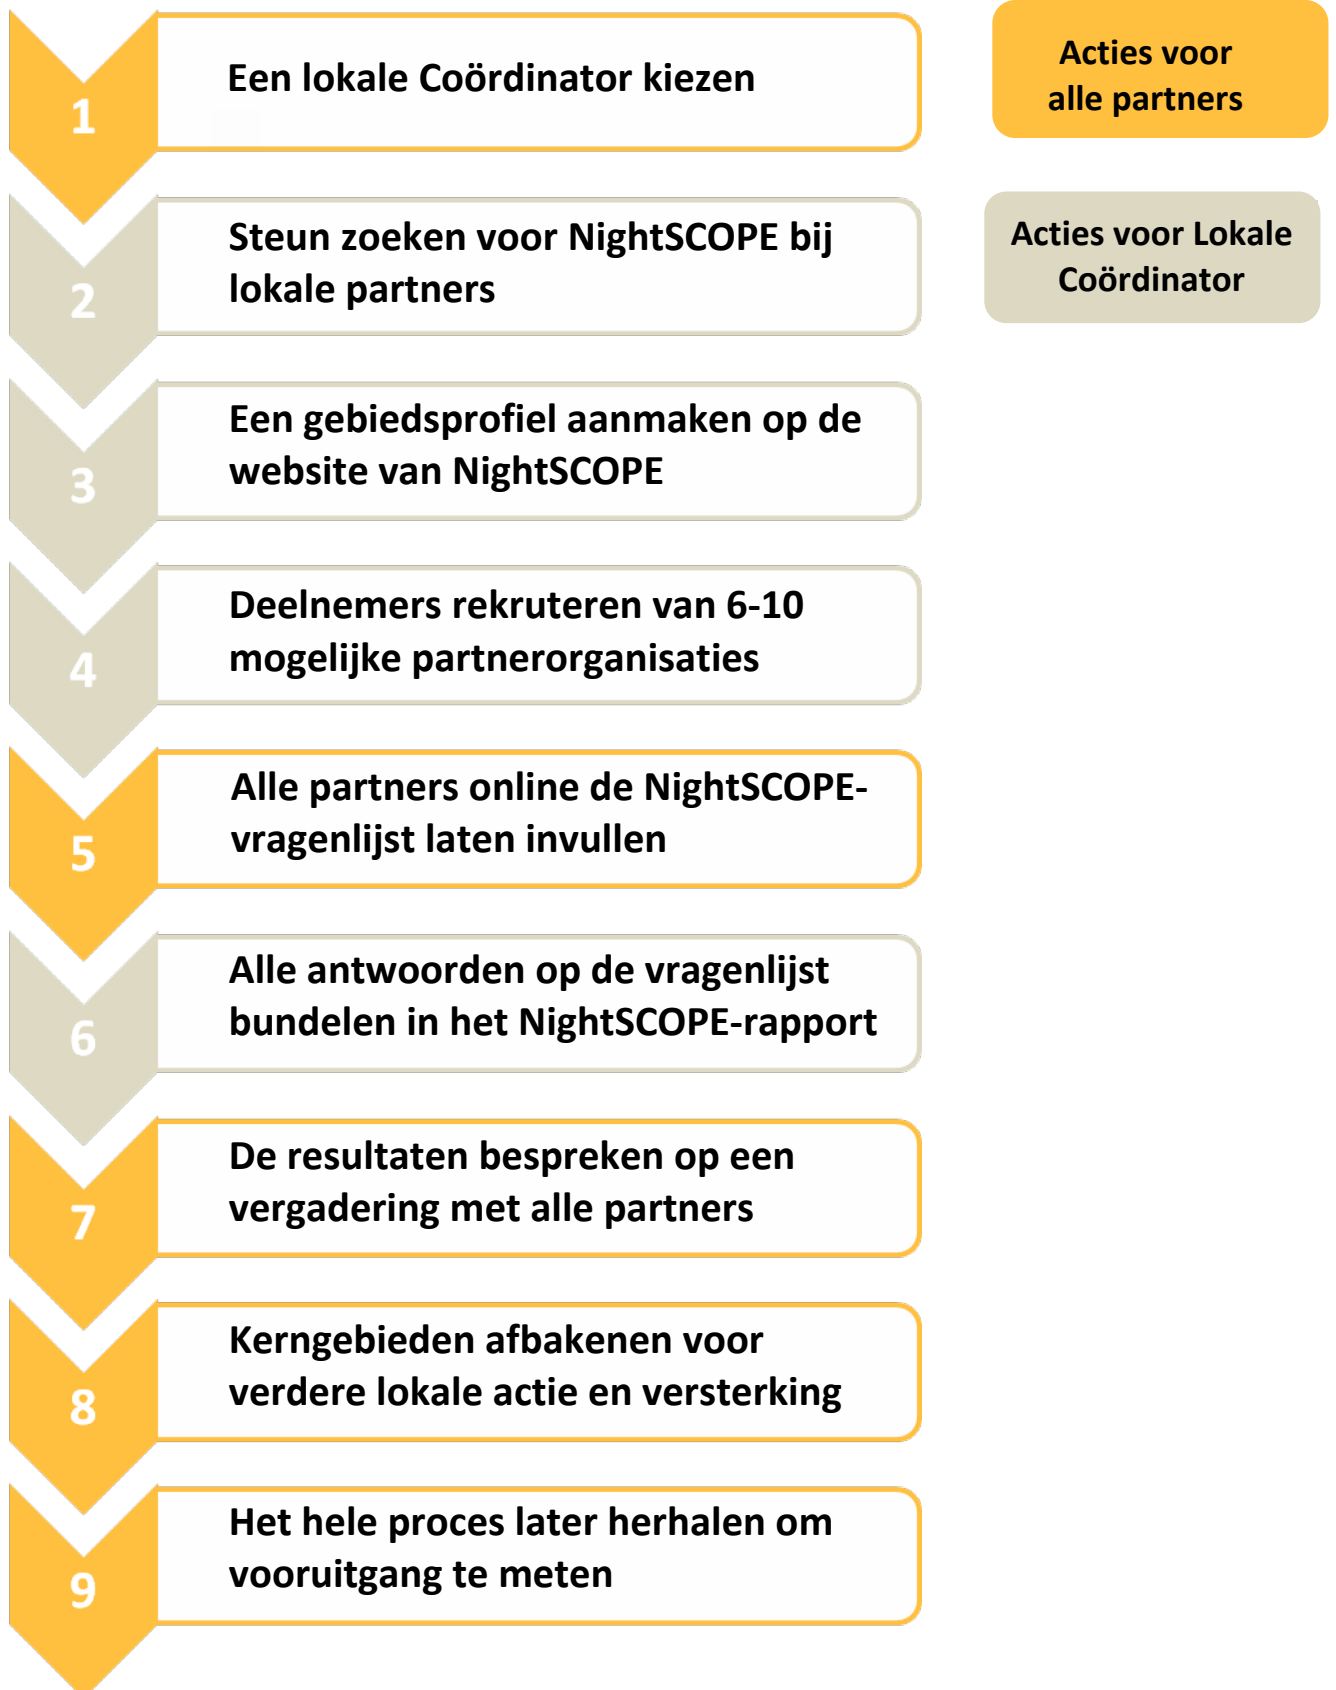 1
Een lokale Coördinator kiezen
Acties voor
alle partners
2
Steun zoeken voor NightSCOPE bij
lokale partners
Acties voor Lokale
Coördinator
3
Een gebiedsprofiel aanmaken op de
website van NightSCOPE
4
Deelnemers rekruteren van 6-10
mogelijke partnerorganisaties
5
Alle partners online de NightSCOPE-
vragenlijst laten invullen
6
Alle antwoorden op de vragenlijst
bundelen in het NightSCOPE-rapport
7
De resultaten bespreken op een
vergadering met alle partners
8
Kerngebieden afbakenen voor
verdere lokale actie en versterking
9
Het hele proces later herhalen om
vooruitgang te meten